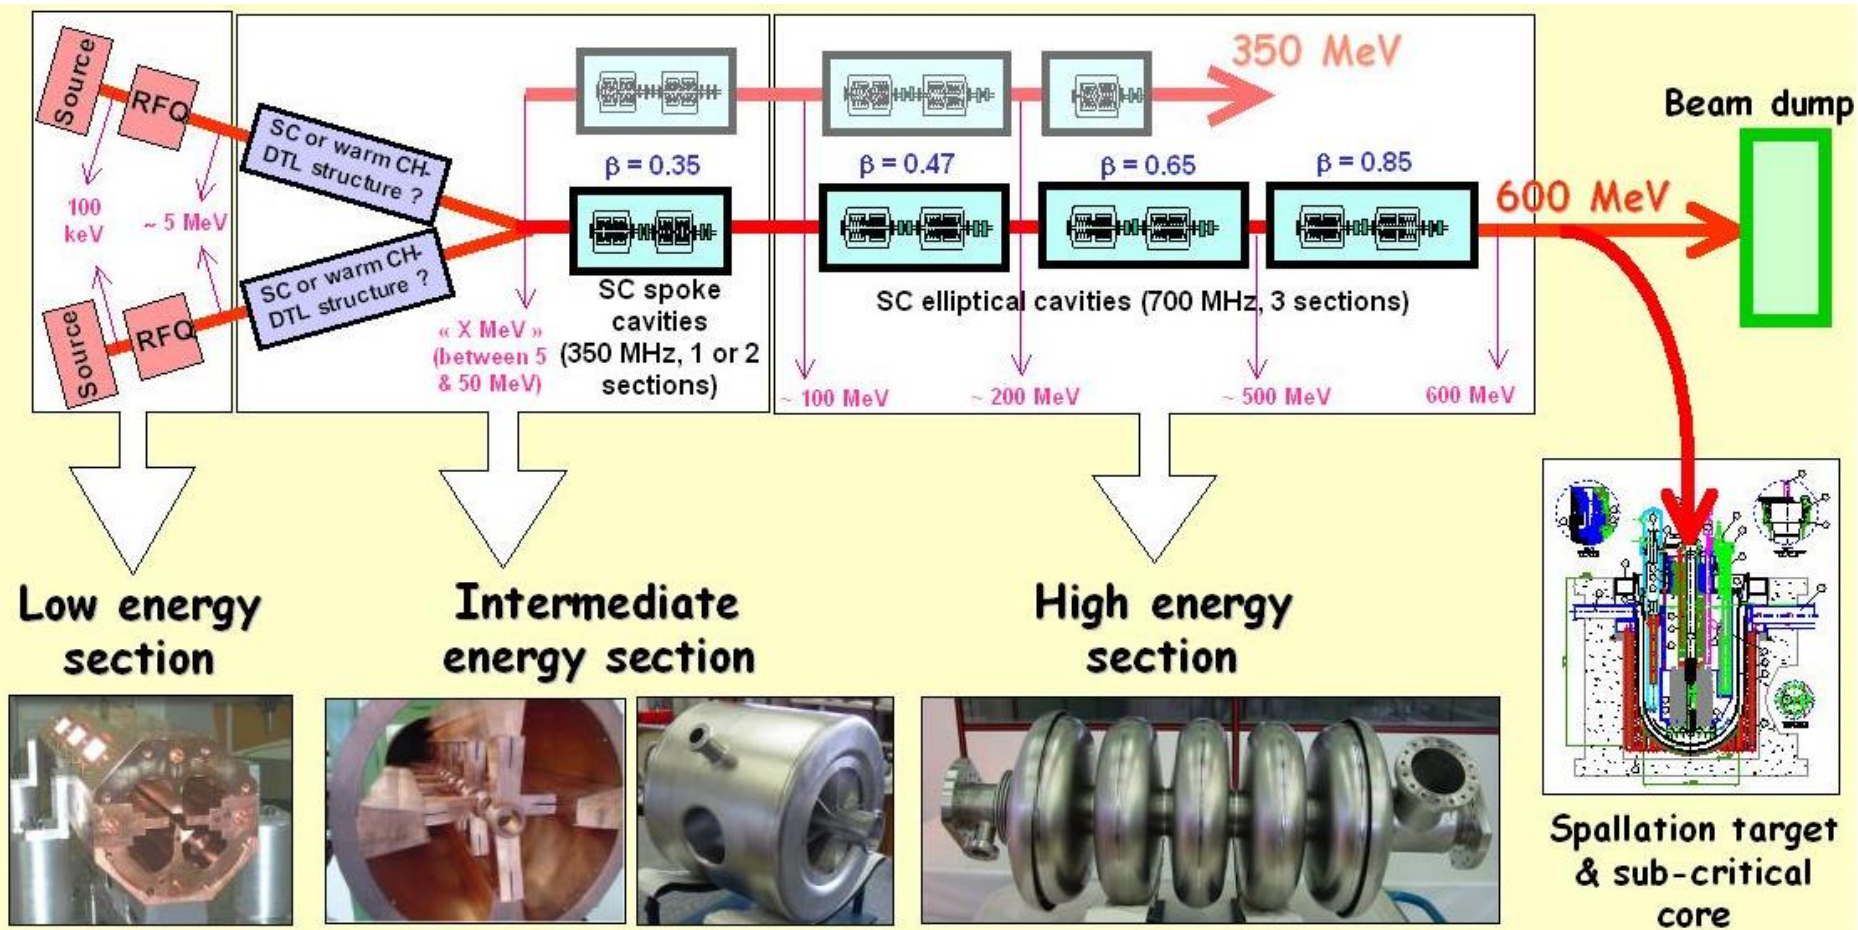 Source
RFQ
SC or warm CH-
DTL structure ?
100
keV
~ 5 MeV
Source
RFQ
SC or warm CH-
DTL structure ?
« X MeV »
(between 5
& 50 MeV)
β = 0.35
SC spoke
cavities
(350 MHz, 1 or 2
sections)
350 MeV
β = 0.47
β = 0.65
β = 0.85
SC elliptical cavities (700 MHz, 3 sections)
~ 100 MeV
~ 200 MeV
~ 500 MeV
600 MeV
600 MeV
Beam dump
Low energy
section
Intermediate
energy section
High energy
section
Spallation target
& sub-critical
core